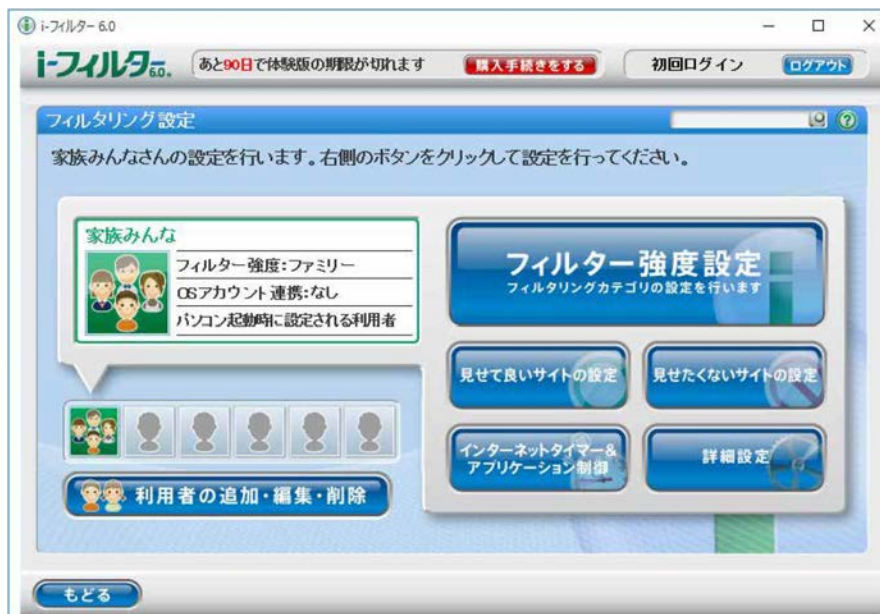 i-フィルター 6.0
i-フィルター6.0. あと90日で体験版の期限が切れます 購入手続きをする 初回ログイン ログアウト
フィルタリング設定
家族みんなさんの設定を行います。右側のボタンをクリックして設定を行ってください。
家族みんな
フィルター強度:ファミリー
OSアカウント連携:なし
パソコン起動時に設定される利用者
フィルター強度設定
フィルタリングカテゴリの設定を行います
見せて良いサイトの設定
見せたくないサイトの設定
インターネットタイマー&
アプリケーション制御
詳細設定
利用者の追加・編集・削除
もどる